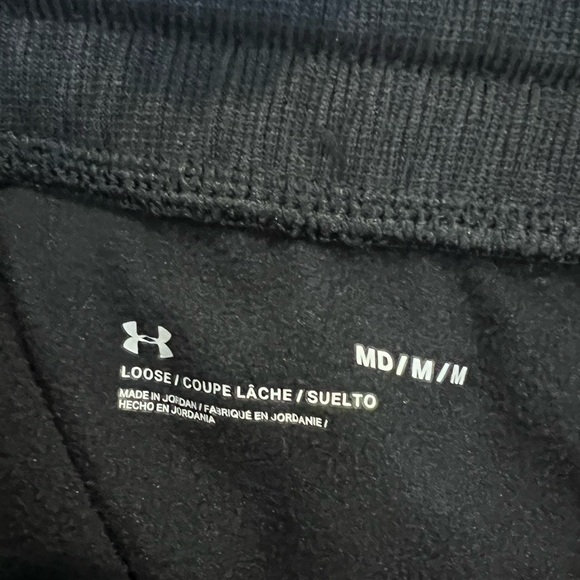 MD/M/M
LOOSE / COUPE LÂCHE / SUELTO
MADE IN JORDAN / FABRIQUÉ EN JORDANIE /
HECHO EN JORDANIA